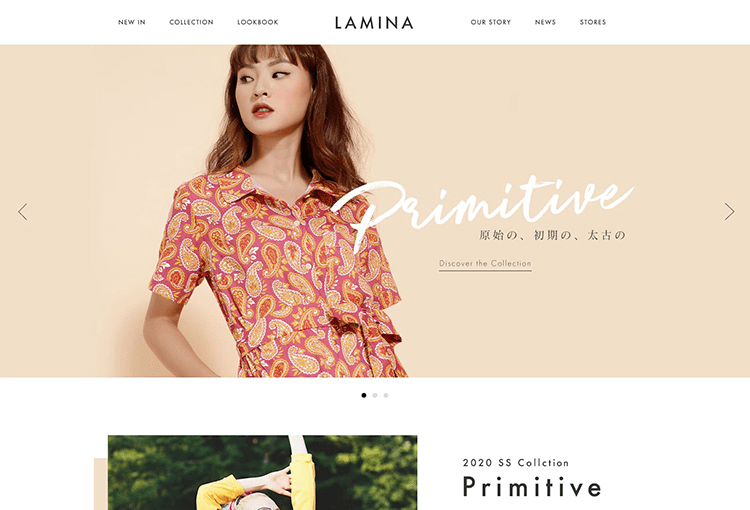 NEW IN COLLECTION LOOKBOOK LAMINA OUR STORY NEWS STORES
Primitive
原始の、初期の、太古の
Discover the Collection
2020 SS Collction
Primitive